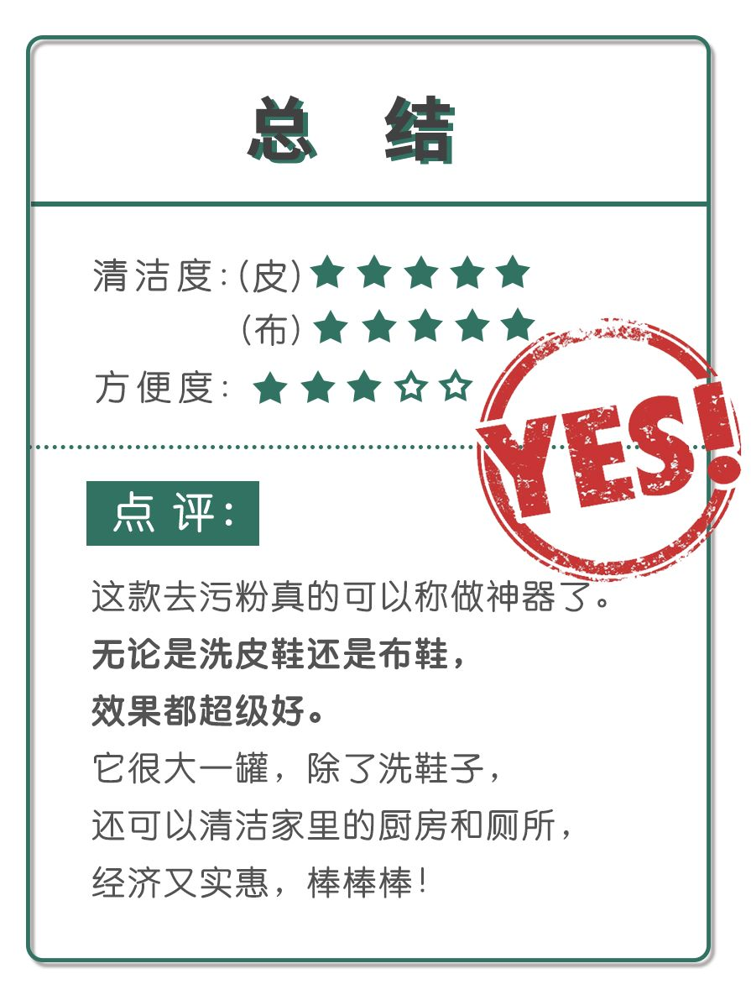 总 结
清洁度:(皮)★★★★★
(布)★★★★★
方便度:★★★☆☆
YES!
点评:
这款去污粉真的可以称做神器了。
无论是洗皮鞋还是布鞋，
效果都超级好。
它很大一罐，除了洗鞋子，
还可以清洁家里的厨房和厕所，
经济又实惠，棒棒棒！